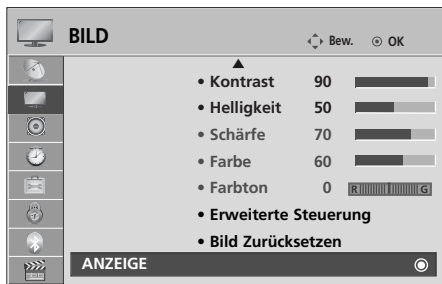 BILD Bew. OK
• Kontrast 90
• Helligkeit 50
• Schärfe 70
• Farbe 60
• Farbton 0 R G
• Erweiterte Steuerung
• Bild Zurücksetzen
ANZEIGE